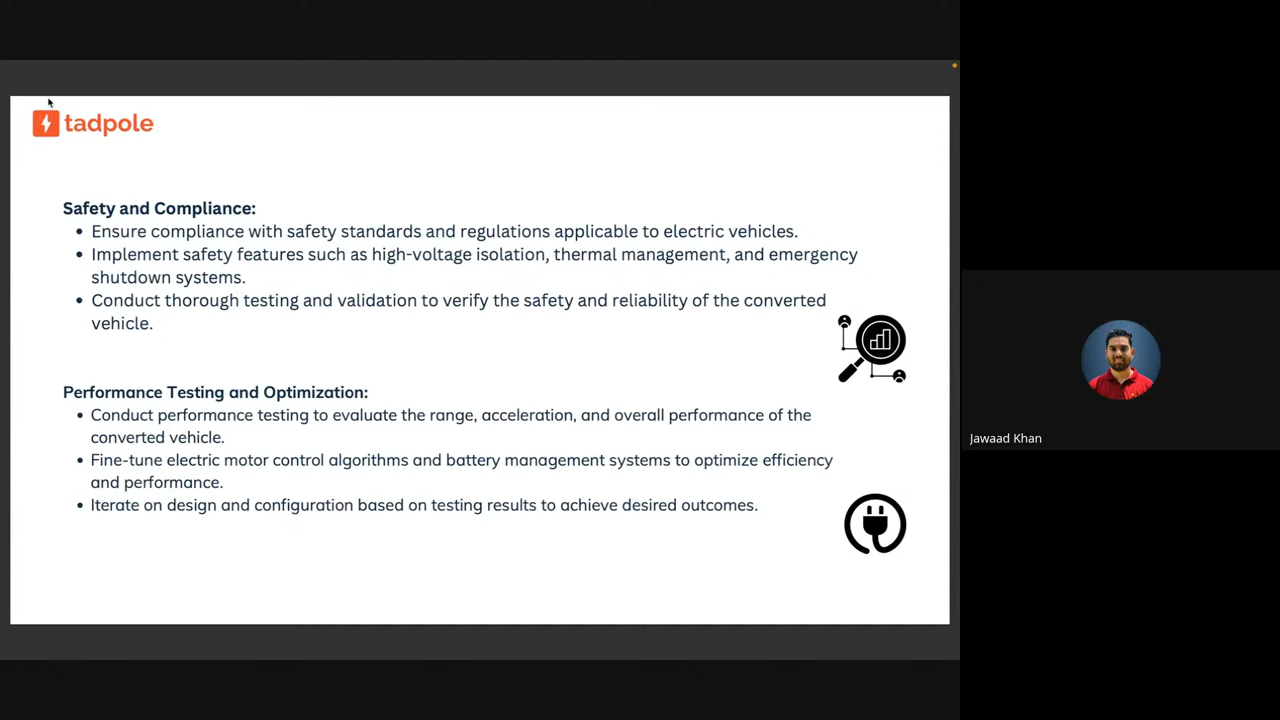 tadpole
Safety and Compliance:
• Ensure compliance with safety standards and regulations applicable to electric vehicles.
• Implement safety features such as high-voltage isolation, thermal management, and emergency
shutdown systems.
• Conduct thorough testing and validation to verify the safety and reliability of the converted
vehicle.
Performance Testing and Optimization:
• Conduct performance testing to evaluate the range, acceleration, and overall performance of the
converted vehicle.
• Fine-tune electric motor control algorithms and battery management systems to optimize efficiency
and performance.
• Iterate on design and configuration based on testing results to achieve desired outcomes.
Jawaad Khan